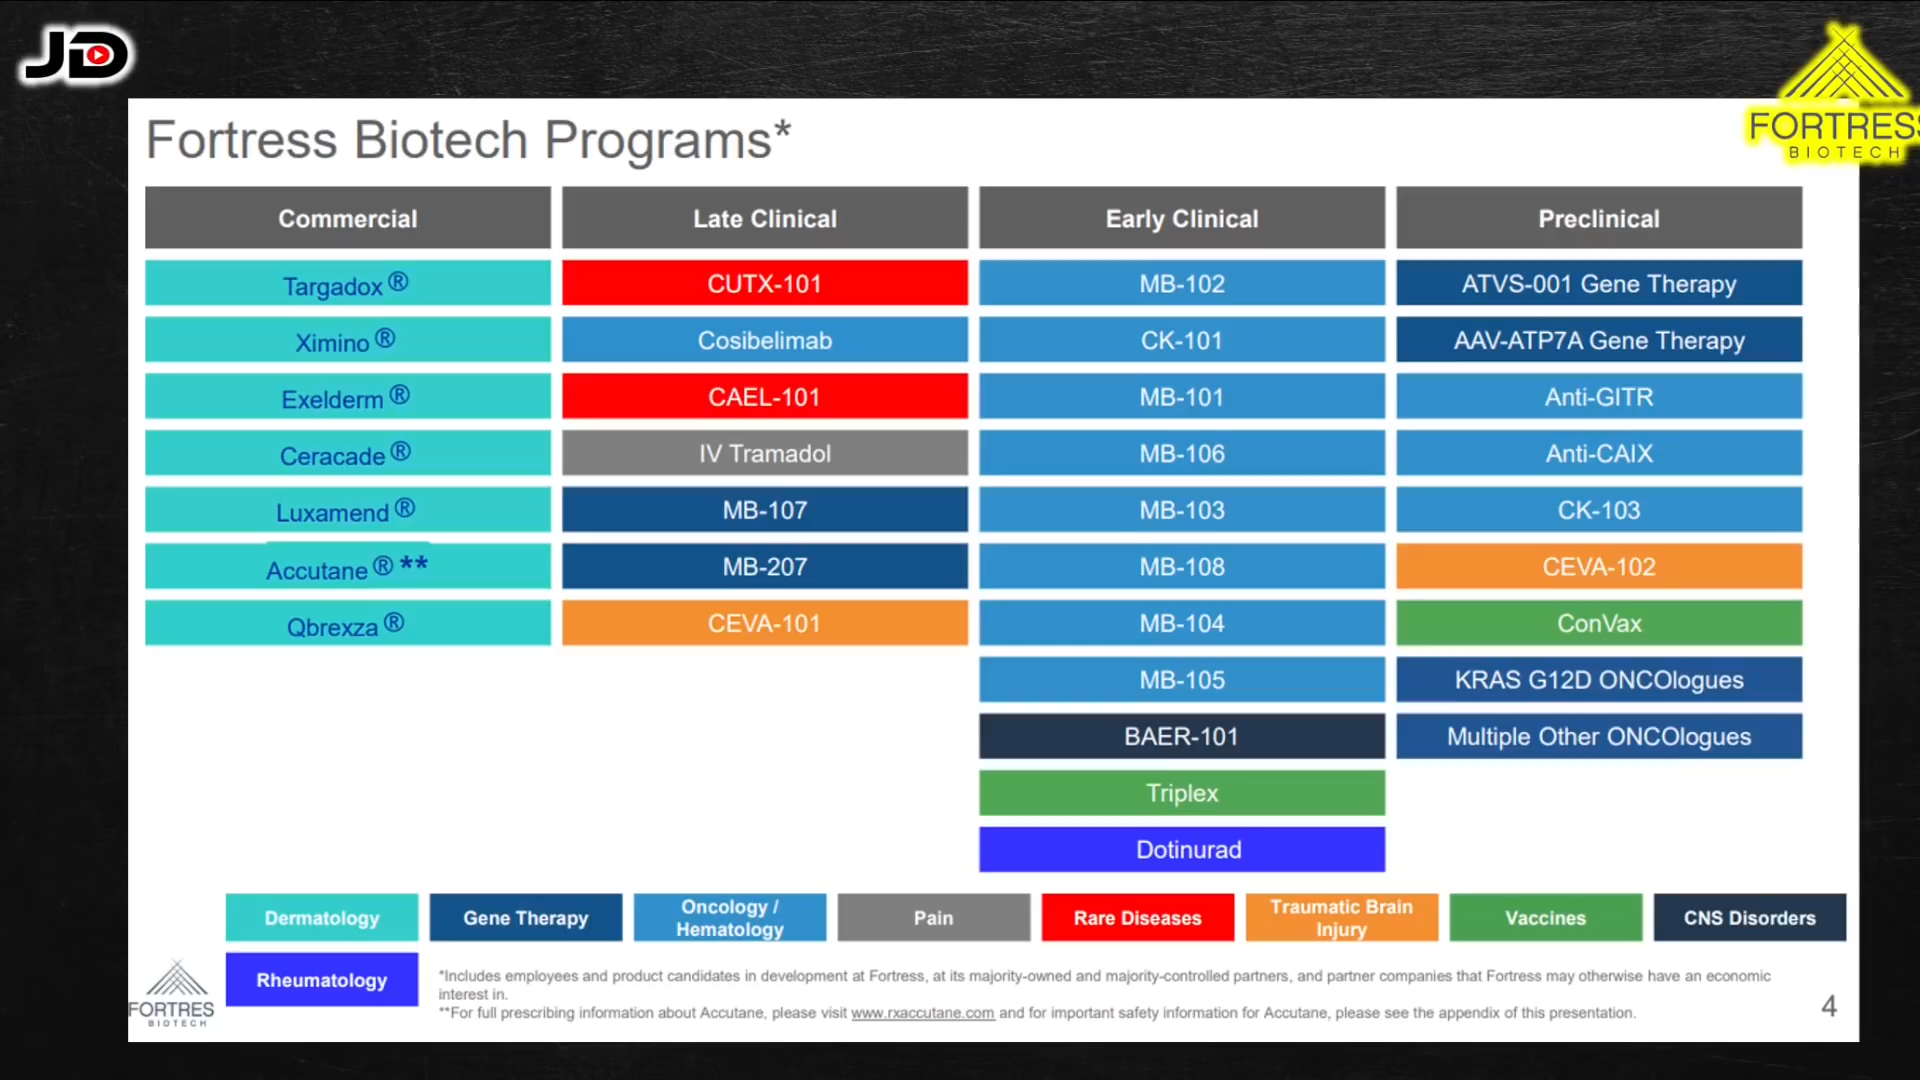 JD
FORTRESS
BIOTECH
Fortress Biotech Programs*
Commercial
Late Clinical
Early Clinical
Preclinical
Targadox®
CUTX-101
MB-102
ATVS-001 Gene Therapy
Ximino®
Cosibelimab
CK-101
AAV-ATP7A Gene Therapy
Exelderm®
CAEL-101
MB-101
Anti-GITR
Ceracade®
IV Tramadol
MB-106
Anti-CAIX
Luxamend®
MB-107
MB-103
CK-103
Accutane®**
MB-207
MB-108
CEVA-102
Qbrexza®
CEVA-101
MB-104
ConVax
MB-105
KRAS G12D ONCOlogues
BAER-101
Multiple Other ONCOlogues
Triplex
Dotinurad
Dermatology
Gene Therapy
Oncology /
Hematology
Pain
Rare Diseases
Traumatic Brain
Injury
Vaccines
CNS Disorders
Rheumatology
FORTRES
BIOTECH
*Includes employees and product candidates in development at Fortress, at its majority-owned and majority-controlled partners, and partner companies that Fortress may otherwise have an economic
interest in.
**For full prescribing information about Accutane, please visit www.rxaccutane.com and for important safety information for Accutane, please see the appendix of this presentation.
4